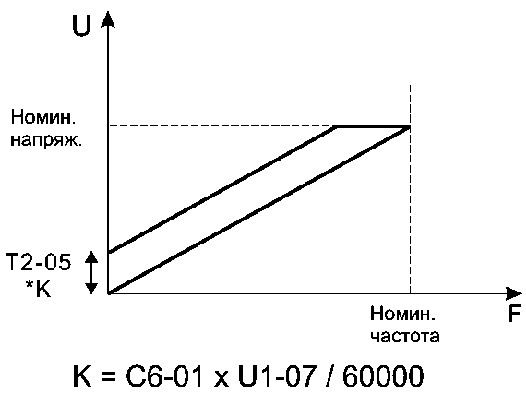 U
Номин.
напряж.
T2-05
*K
Номин.
частота
F
K = C6-01 x U1-07 / 60000